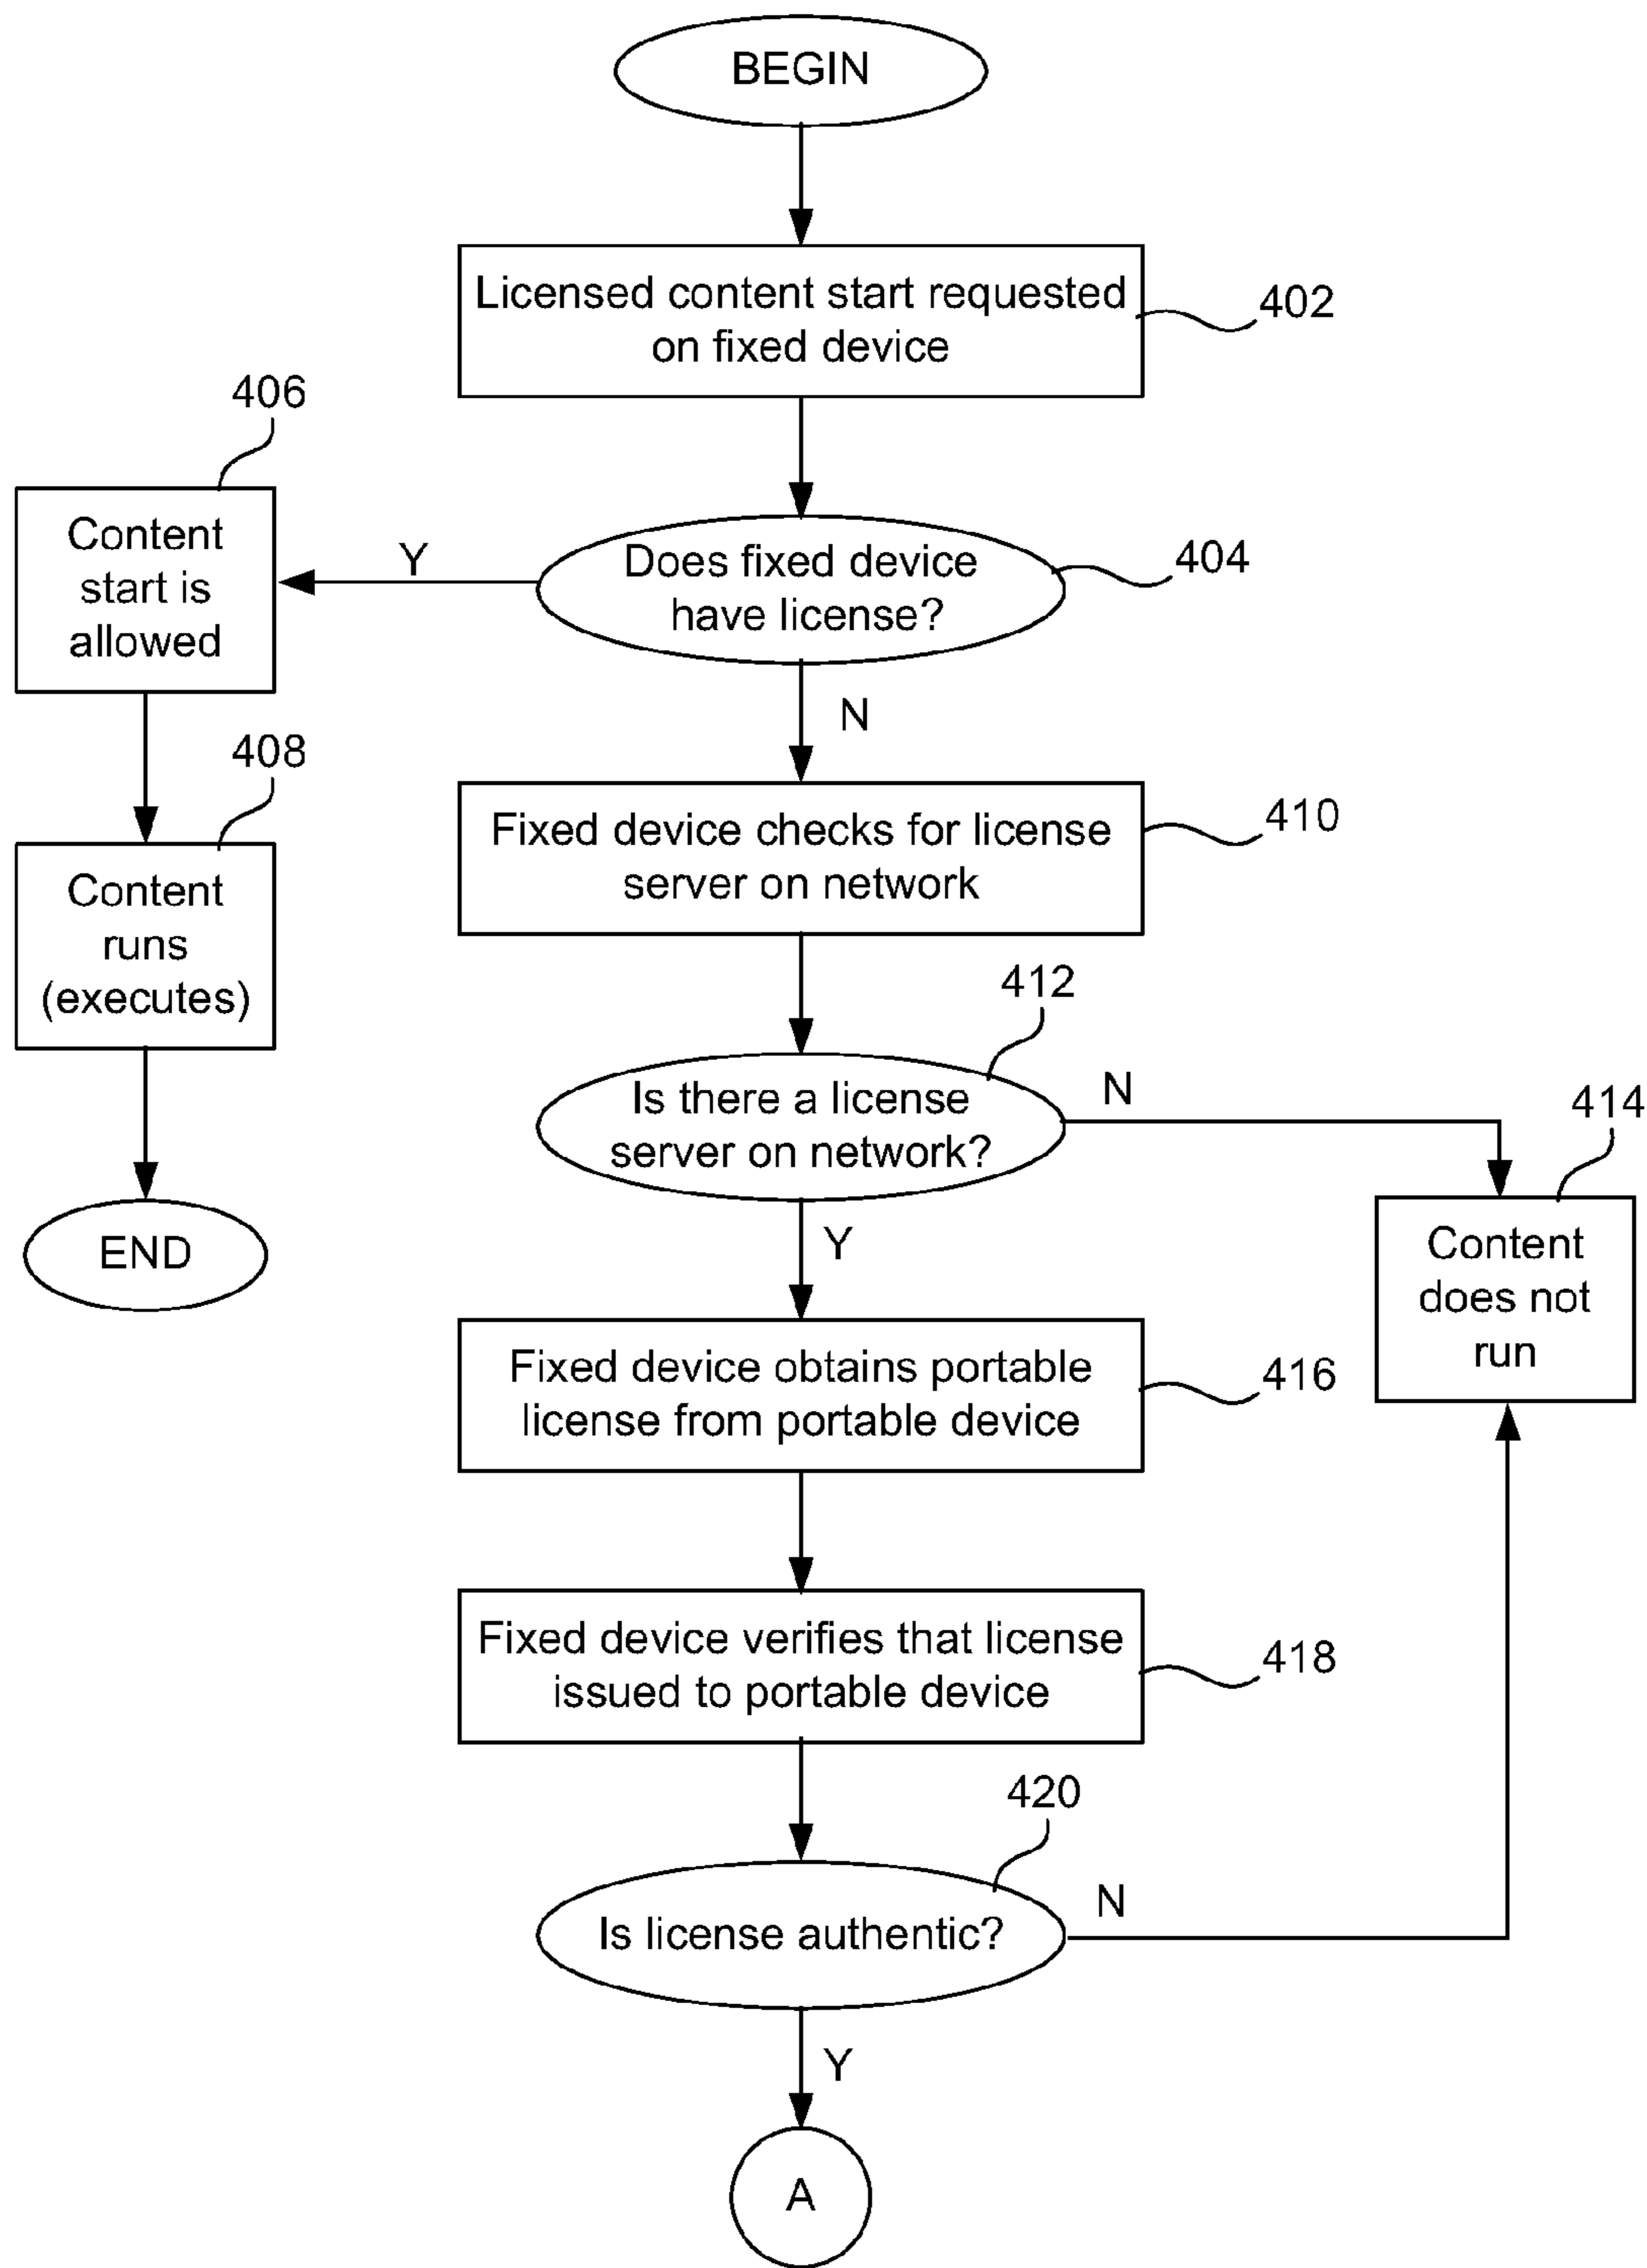 BEGIN
Licensed content start requested
on fixed device
402
406
Content
start is
allowed
Y
Does fixed device
have license?
404
N
408
Content
runs
(executes)
Fixed device checks for license
server on network
410
412
Is there a license
server on network?
N
414
END
Y
Content
does not
run
Fixed device obtains portable
license from portable device
416
Fixed device verifies that license
issued to portable device
418
420
Is license authentic?
N
Y
A